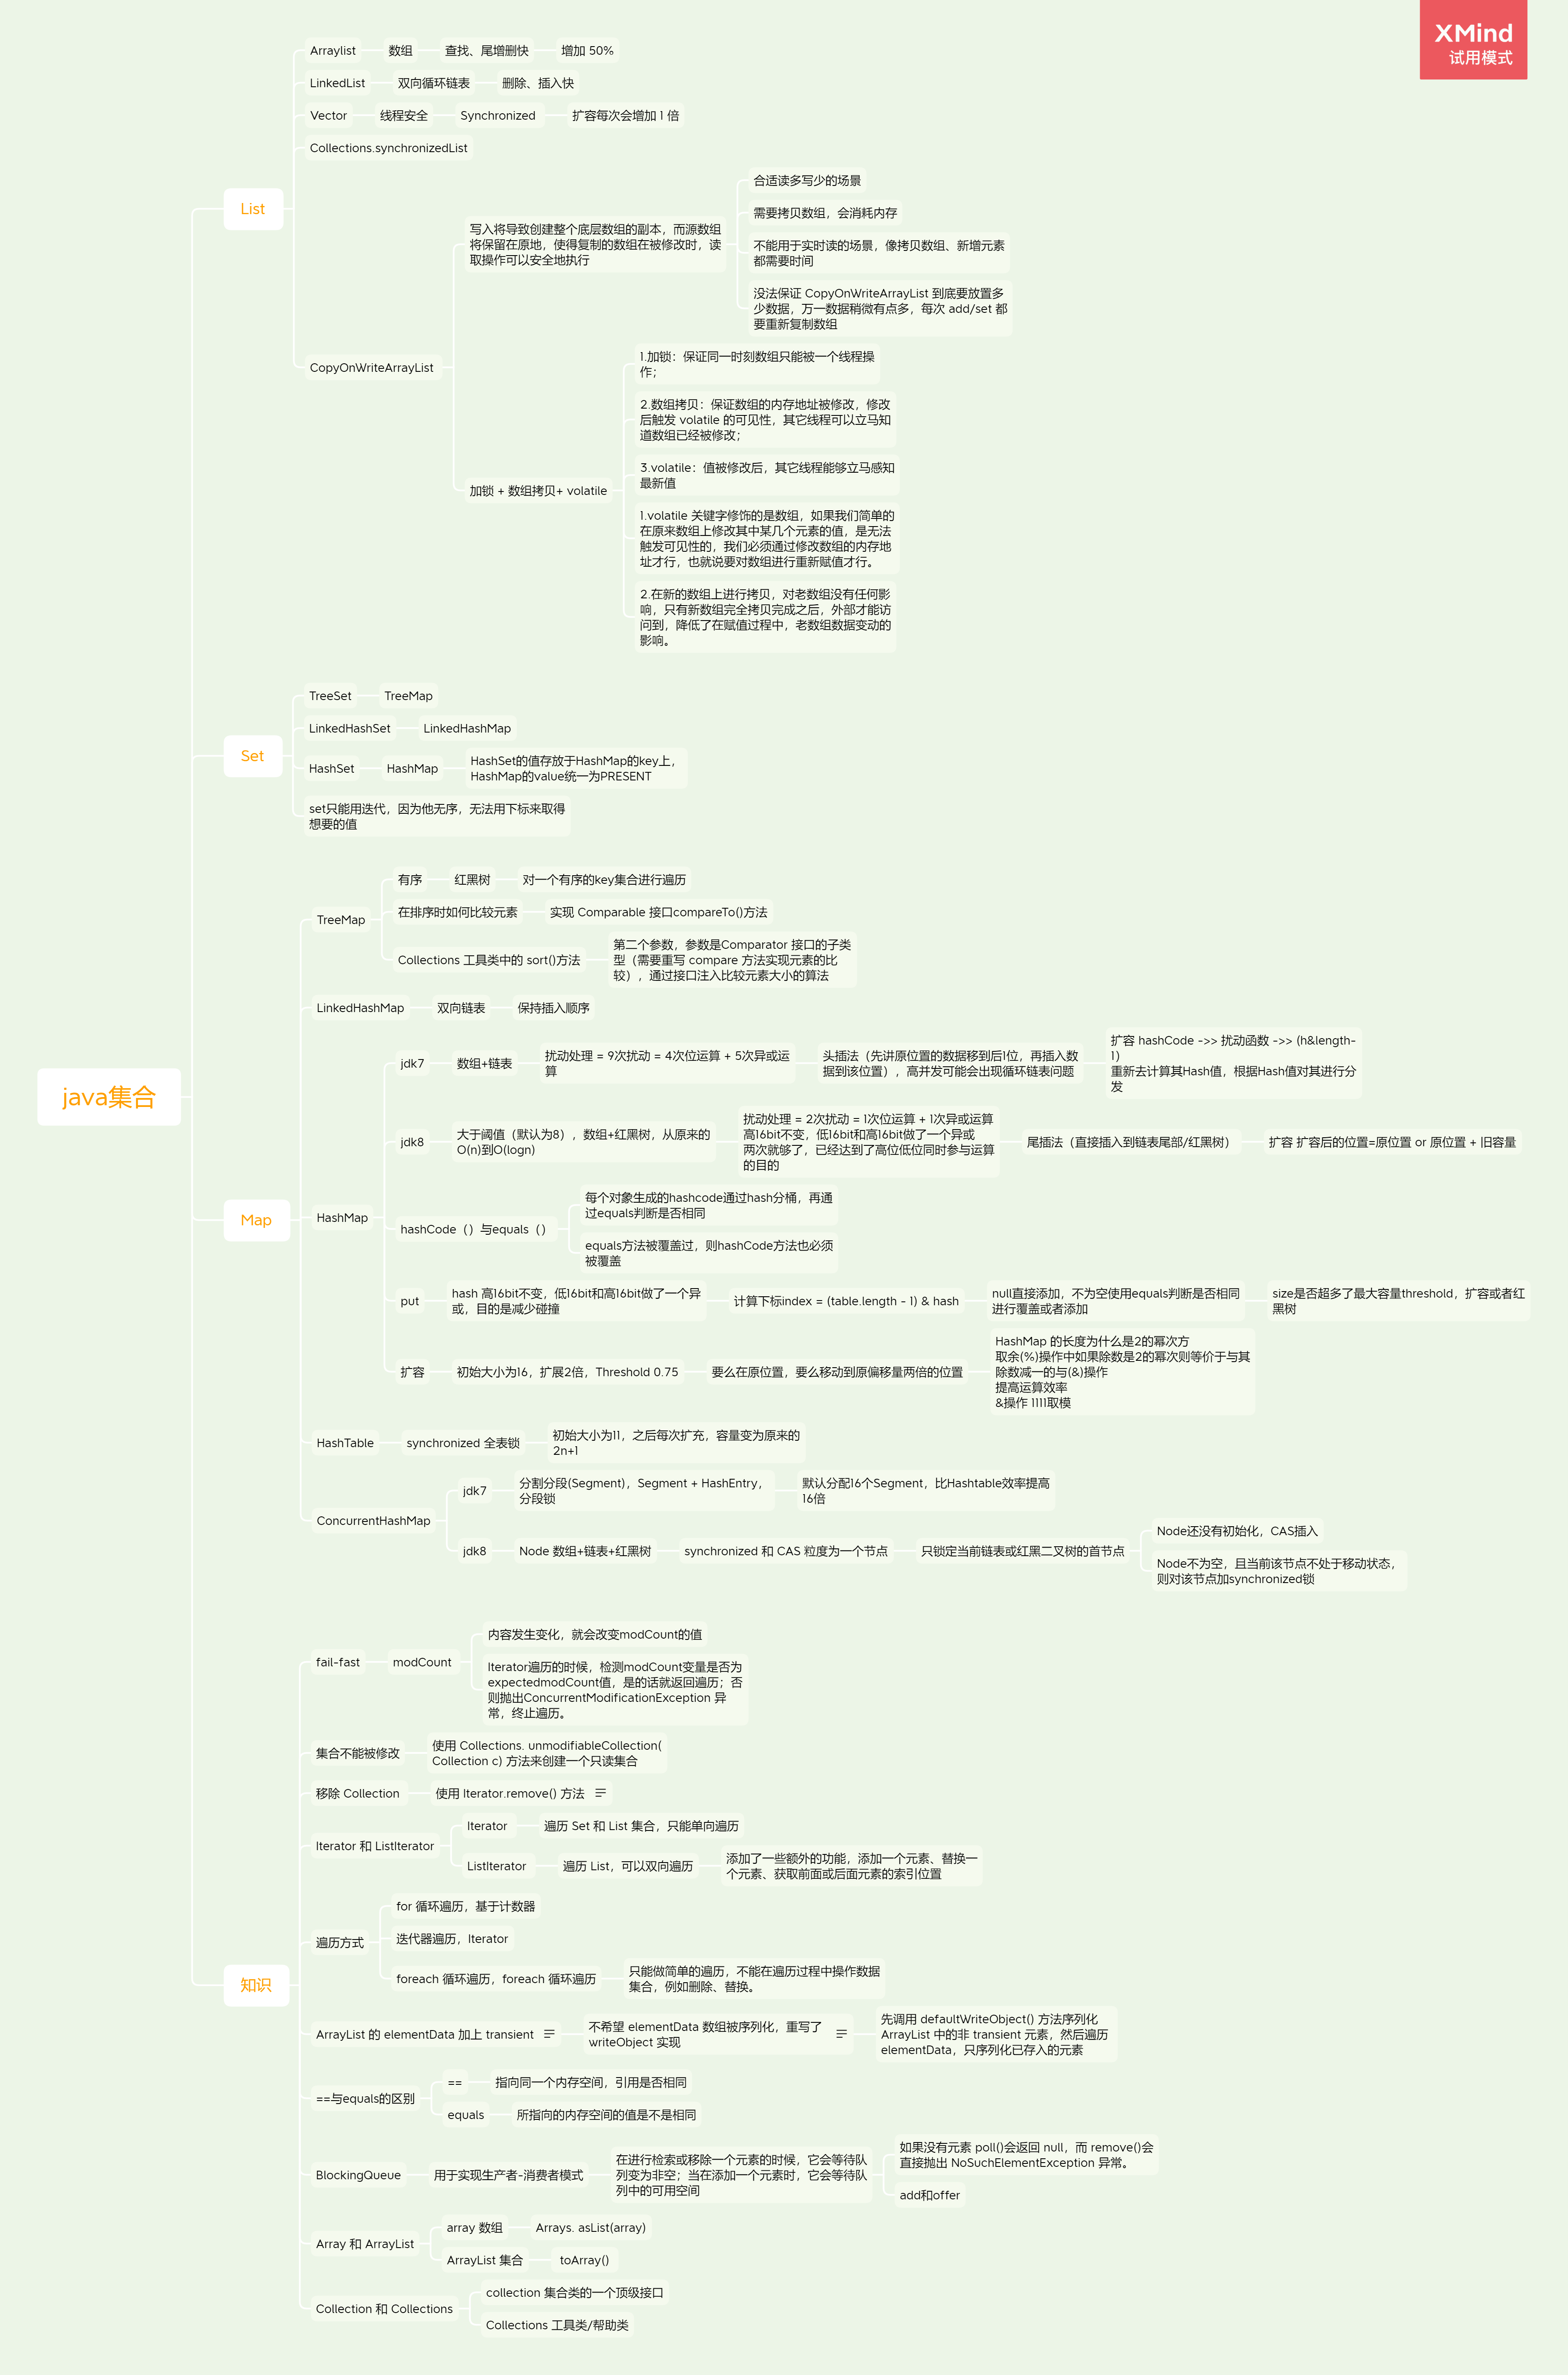 XMind
试用模式
java集合
List
Arraylist
数组
查找、尾增删快
增加 50%
LinkedList
双向循环链表
删除、插入快
Vector
线程安全
Synchronized
扩容每次会增加 1 倍
Collections.synchronizedList
CopyOnWriteArrayList
写入将导致创建整个底层数组的副本，而源数组
将保留在原地，使得复制的数组在被修改时，读
取操作可以安全地执行
合适读多写少的场景
需要拷贝数组，会消耗内存
不能用于实时读的场景，像拷贝数组、新增元素
都需要时间
没法保证 CopyOnWriteArrayList 到底要放置多
少数据，万一数据稍微有点多，每次 add/set 都
要重新复制数组
加锁 + 数组拷贝+ volatile
1.加锁：保证同一时刻数组只能被一个线程操
作；
2.数组拷贝：保证数组的内存地址被修改，修改
后触发 volatile 的可见性，其它线程可以立马知
道数组已经被修改；
3.volatile：值被修改后，其它线程能够立马感知
最新值
1.volatile 关键字修饰的是数组，如果我们简单的
在原来数组上修改其中某几个元素的值，是无法
触发可见性的，我们必须通过修改数组的内存地
址才行，也就说要对数组进行重新赋值才行。
2.在新的数组上进行拷贝，对老数组没有任何影
响，只有新数组完全拷贝完成之后，外部才能访
问到，降低了在赋值过程中，老数组数据变动的
影响。
Set
TreeSet
TreeMap
LinkedHashSet
LinkedHashMap
HashSet
HashMap
HashSet的值存放于HashMap的key上，
HashMap的value统一为PRESENT
set只能用迭代，因为他无序，无法用下标来取得
想要的值
Map
TreeMap
有序
红黑树
对一个有序的key集合进行遍历
在排序时如何比较元素
实现 Comparable 接口compareTo()方法
Collections 工具类中的 sort()方法
第二个参数，参数是Comparator 接口的子类
型（需要重写 compare 方法实现元素的比
较），通过接口注入比较元素大小的算法
LinkedHashMap
双向链表
保持插入顺序
HashMap
jdk7
数组+链表
扰动处理 = 9次扰动 = 4次位运算 + 5次异或运
算
头插法（先讲原位置的数据移到后1位，再插入数
据到该位置），高并发可能会出现循环链表问题
扩容 hashCode ->> 扰动函数 ->> (h&length-
1)
重新去计算其Hash值，根据Hash值对其进行分
发
jdk8
大于阈值（默认为8），数组+红黑树，从原来的
O(n)到O(logn)
扰动处理 = 2次扰动 = 1次位运算 + 1次异或运算
高16bit不变，低16bit和高16bit做了一个异或
两次就够了，已经达到了高位低位同时参与运算
的目的
尾插法（直接插入到链表尾部/红黑树）
扩容 扩容后的位置=原位置 or 原位置 + 旧容量
hashCode（）与equals（）
每个对象生成的hashcode通过hash分桶，再通
过equals判断是否相同
equals方法被覆盖过，则hashCode方法也必须
被覆盖
put
hash 高16bit不变，低16bit和高16bit做了一个异
或，目的是减少碰撞
计算下标index = (table.length - 1) & hash
null直接添加，不为空使用equals判断是否相同
进行覆盖或者添加
size是否超多了最大容量threshold，扩容或者红
黑树
扩容
初始大小为16，扩展2倍，Threshold 0.75
要么在原位置，要么移动到原偏移量两倍的位置
HashMap 的长度为什么是2的幂次方
取余(%)操作中如果除数是2的幂次则等价于与其
除数减一的与(&)操作
提高运算效率
&操作 1111取模
HashTable
synchronized 全表锁
初始大小为11，之后每次扩充，容量变为原来的
2n+1
ConcurrentHashMap
jdk7
分割分段(Segment)，Segment + HashEntry，
分段锁
默认分配16个Segment，比Hashtable效率提高
16倍
jdk8
Node 数组+链表+红黑树
synchronized 和 CAS 粒度为一个节点
只锁定当前链表或红黑二叉树的首节点
Node还没有初始化，CAS插入
Node不为空，且当前该节点不处于移动状态，
则对该节点加synchronized锁
知识
fail-fast
modCount
内容发生变化，就会改变modCount的值
Iterator遍历的时候，检测modCount变量是否为
expectedmodCount值，是的话就返回遍历；否
则抛出ConcurrentModificationException 异
常，终止遍历。
集合不能被修改
使用 Collections. unmodifiableCollection(
Collection c) 方法来创建一个只读集合
移除 Collection
使用 Iterator.remove() 方法
Iterator 和 ListIterator
Iterator
遍历 Set 和 List 集合，只能单向遍历
ListIterator
遍历 List，可以双向遍历
添加了一些额外的功能，添加一个元素、替换一
个元素、获取前面或后面元素的索引位置
遍历方式
for 循环遍历，基于计数器
迭代器遍历，Iterator
foreach 循环遍历，foreach 循环遍历
只能做简单的遍历，不能在遍历过程中操作数据
集合，例如删除、替换。
ArrayList 的 elementData 加上 transient
不希望 elementData 数组被序列化，重写了
writeObject 实现
先调用 defaultWriteObject() 方法序列化
ArrayList 中的非 transient 元素，然后遍历
elementData，只序列化已存入的元素
==与equals的区别
==
指向同一个内存空间，引用是否相同
equals
所指向的内存空间的值是不是相同
BlockingQueue
用于实现生产者-消费者模式
在进行检索或移除一个元素的时候，它会等待队
列变为非空；当在添加一个元素时，它会等待队
列中的可用空间
如果没有元素 poll()会返回 null，而 remove()会
直接抛出 NoSuchElementException 异常。
add和offer
Array 和 ArrayList
array 数组
Arrays. asList(array)
ArrayList 集合
toArray()
Collection 和 Collections
collection 集合类的一个顶级接口
Collections 工具类/帮助类